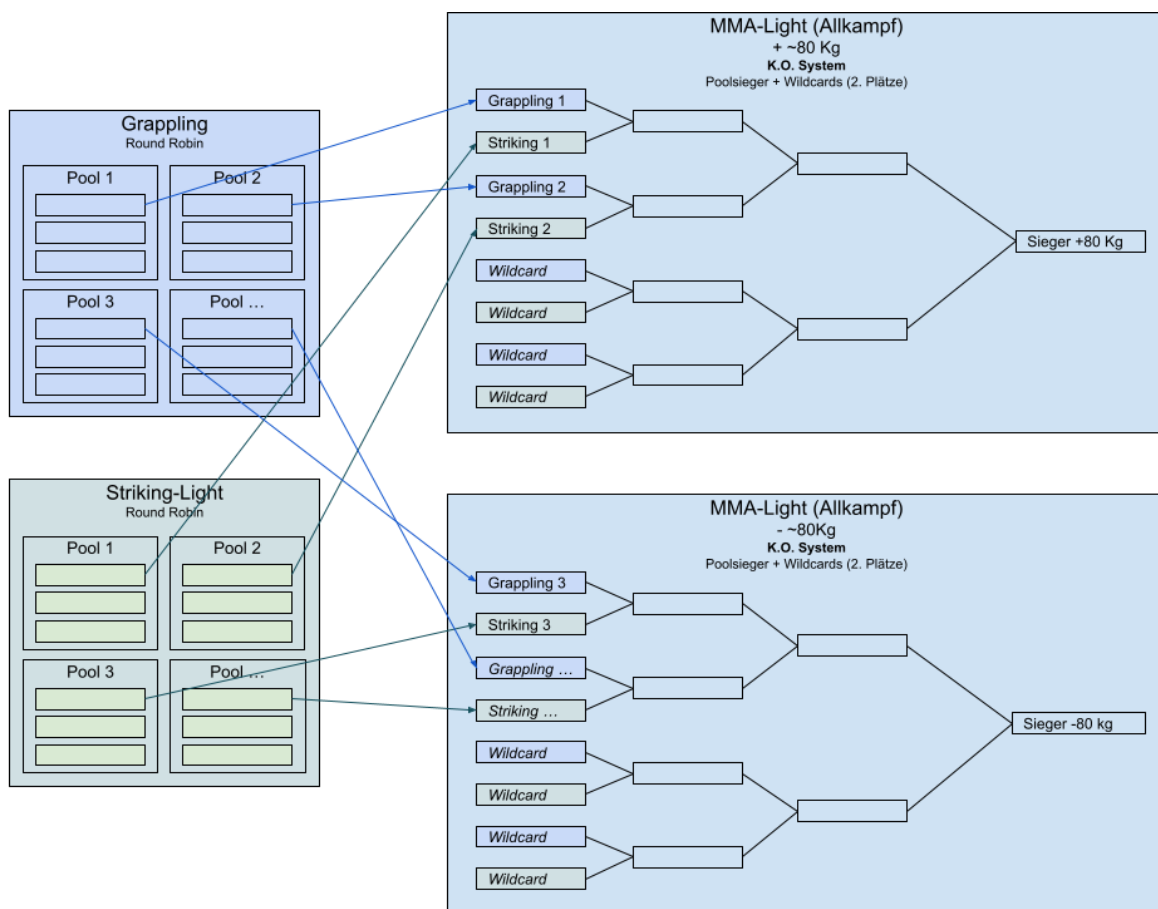 Grappling
Round Robin
Pool 1
Pool 2
Pool 3
Pool …
Striking-Light
Round Robin
Pool 1
Pool 2
Pool 3
Pool …
MMA-Light (Allkampf)
+ ~80 Kg
K.O. System
Poolsieger + Wildcards (2. Plätze)
Grappling 1
Striking 1
Grappling 2
Striking 2
Wildcard
Wildcard
Wildcard
Wildcard
Sieger +80 Kg
MMA-Light (Allkampf)
- ~80Kg
K.O. System
Poolsieger + Wildcards (2. Plätze)
Grappling 3
Striking 3
Grappling …
Striking …
Wildcard
Wildcard
Wildcard
Wildcard
Sieger -80 kg